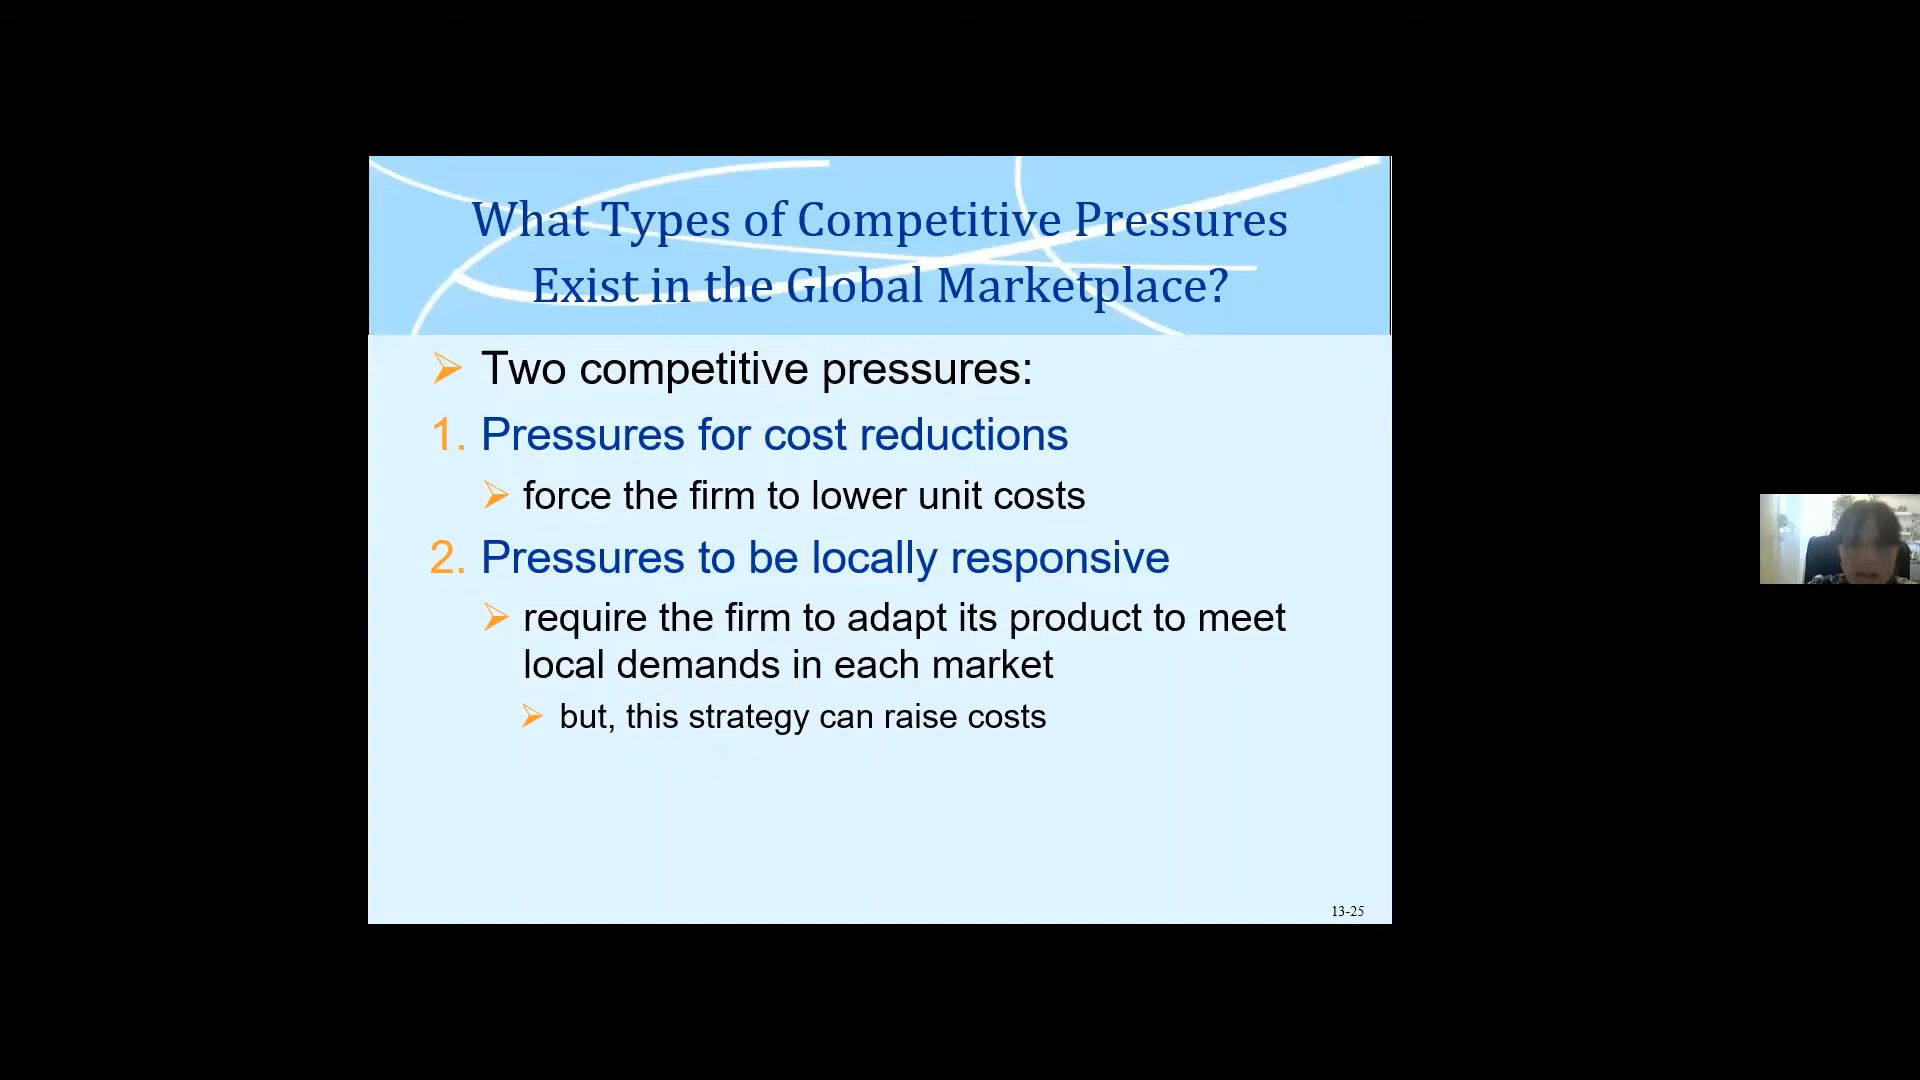 What Types of Competitive Pressures
Exist in the Global Marketplace?
Two competitive pressures:
1. Pressures for cost reductions
force the firm to lower unit costs
2. Pressures to be locally responsive
require the firm to adapt its product to meet
local demands in each market
but, this strategy can raise costs
13-25